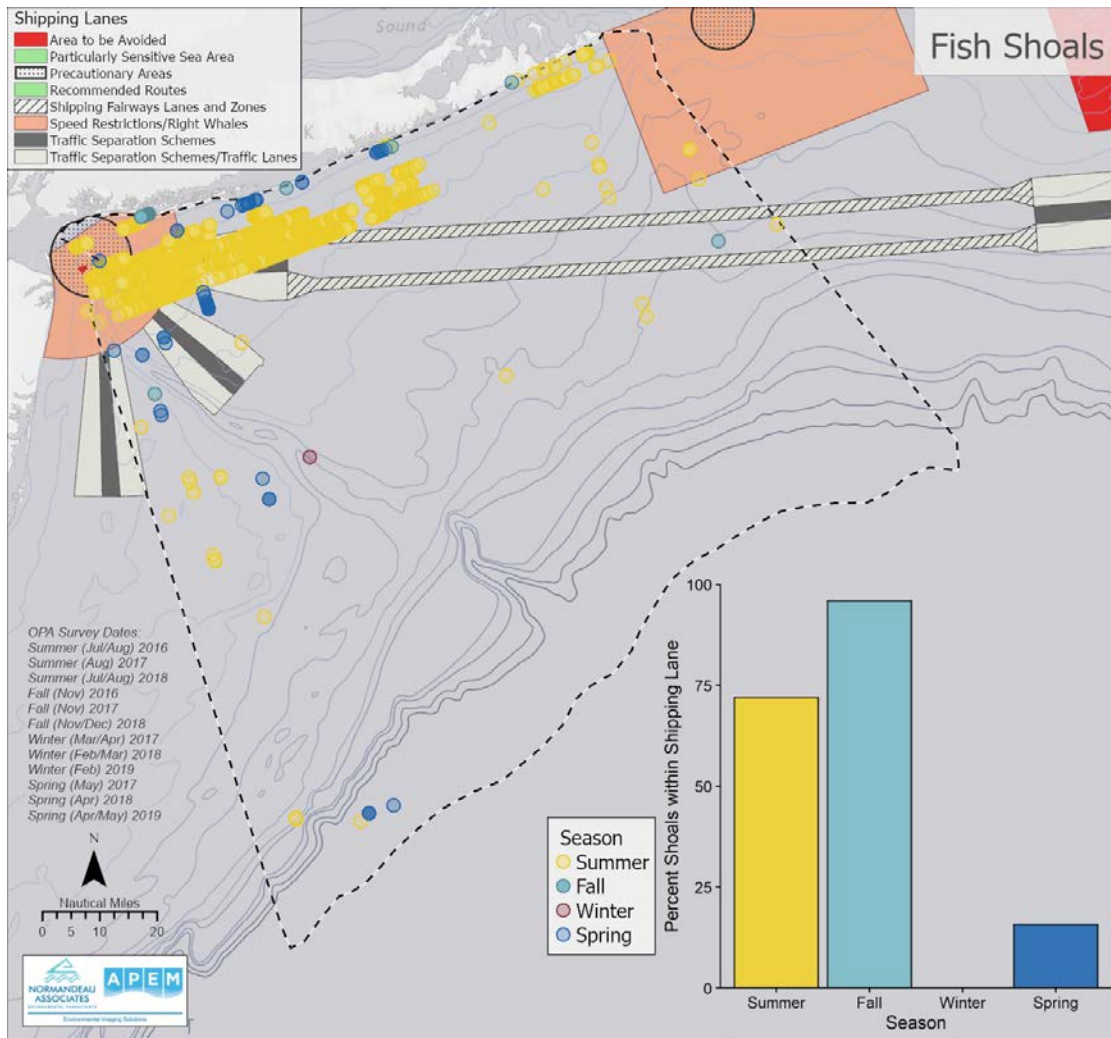 Shipping Lanes
Area to be Avoided
Particularly Sensitive Sea Area
Precautionary Areas
Recommended Routes
Shipping Fairways Lanes and Zones
Speed Restrictions/Right Whales
Traffic Separation Schemes
Traffic Separation Schemes/Traffic Lanes
Sound
Fish Shoals
OPA Survey Dates:
Summer (Jul/Aug) 2016
Summer (Aug) 2017
Summer (Jul/Aug) 2018
Fall (Nov) 2016
Fall (Nov) 2017
Fall (Nov/Dec) 2018
Winter (Mar/Apr) 2017
Winter (Feb/Mar) 2018
Winter (Feb) 2019
Spring (May) 2017
Spring (Apr) 2018
Spring (Apr/May) 2019
N
Nautical Miles
0 5 10 20
NORMANDEAU
ASSOCIATES
ENVIRONMENTAL CONSULTANTS
APEM
Environmental Imaging Solutions
Season
Summer
Fall
Winter
Spring
Percent Shoals within Shipping Lane
100
75
50
25
0
Summer Fall Winter Spring
Season